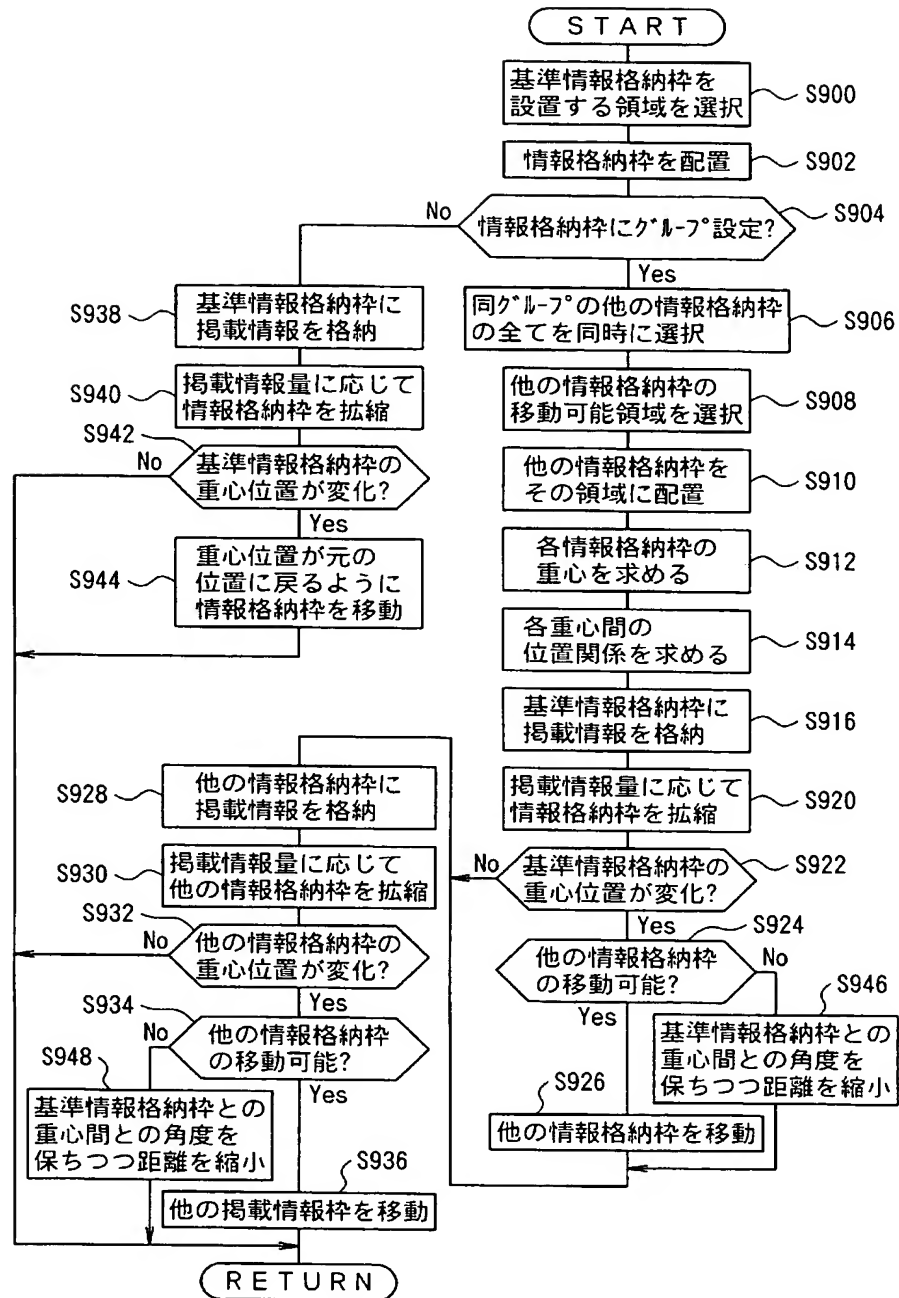 START
基準情報格納枠を
設置する領域を選択
S900
情報格納枠を配置
S902
情報格納枠にｸﾞﾙｰﾌﾟ設定?
S904
No
Yes
同ｸﾞﾙｰﾌﾟの他の情報格納枠
の全てを同時に選択
S906
他の情報格納枠の
移動可能領域を選択
S908
他の情報格納枠を
その領域に配置
S910
各情報格納枠の
重心を求める
S912
各重心間の
位置関係を求める
S914
基準情報格納枠に
掲載情報を格納
S916
掲載情報量に応じて
情報格納枠を拡縮
S920
基準情報格納枠の
重心位置が変化?
S922
No
Yes
他の情報格納枠の
移動可能?
S924
No
Yes
S946
基準情報格納枠との
重心間との角度を
保ちつつ距離を縮小
S926
他の情報格納枠を移動
S938
基準情報格納枠に
掲載情報を格納
S940
掲載情報量に応じて
情報格納枠を拡縮
S942
No
基準情報格納枠の
重心位置が変化?
Yes
S944
重心位置が元の
位置に戻るように
情報格納枠を移動
S928
他の情報格納枠に
掲載情報を格納
S930
掲載情報量に応じて
他の情報格納枠を拡縮
S932
No
他の情報格納枠の
重心位置が変化?
Yes
S934
No
他の情報格納枠
の移動可能?
Yes
S948
基準情報格納枠との
重心間との角度を
保ちつつ距離を縮小
S936
他の掲載情報枠を移動
RETURN